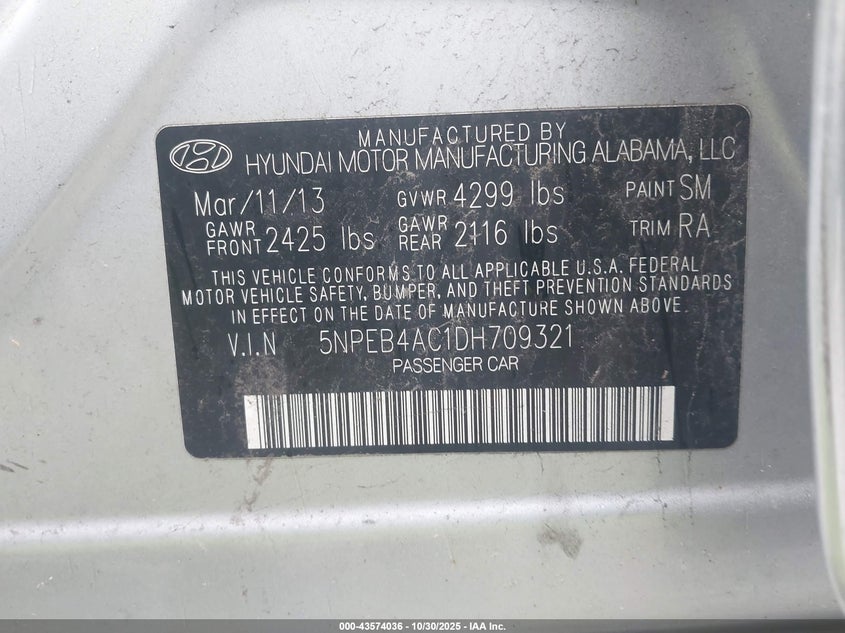 MANUFACTURED BY
HYUNDAI MOTOR MANUFACTURING ALABAMA, LLC
Mar/11/13 GVWR 4299 lbs PAINT SM
GAWR FRONT 2425 lbs GAWR REAR 2116 lbs TRIM RA
THIS VEHICLE CONFORMS TO ALL APPLICABLE U.S.A. FEDERAL
MOTOR VEHICLE SAFETY, BUMPER, AND THEFT PREVENTION STANDARDS
IN EFFECT ON THE DATE OF MANUFACTURE SHOWN ABOVE.
V.I.N 5NPEB4AC1DH709321
PASSENGER CAR
000-43574036 - 10/30/2025 - IAA Inc.